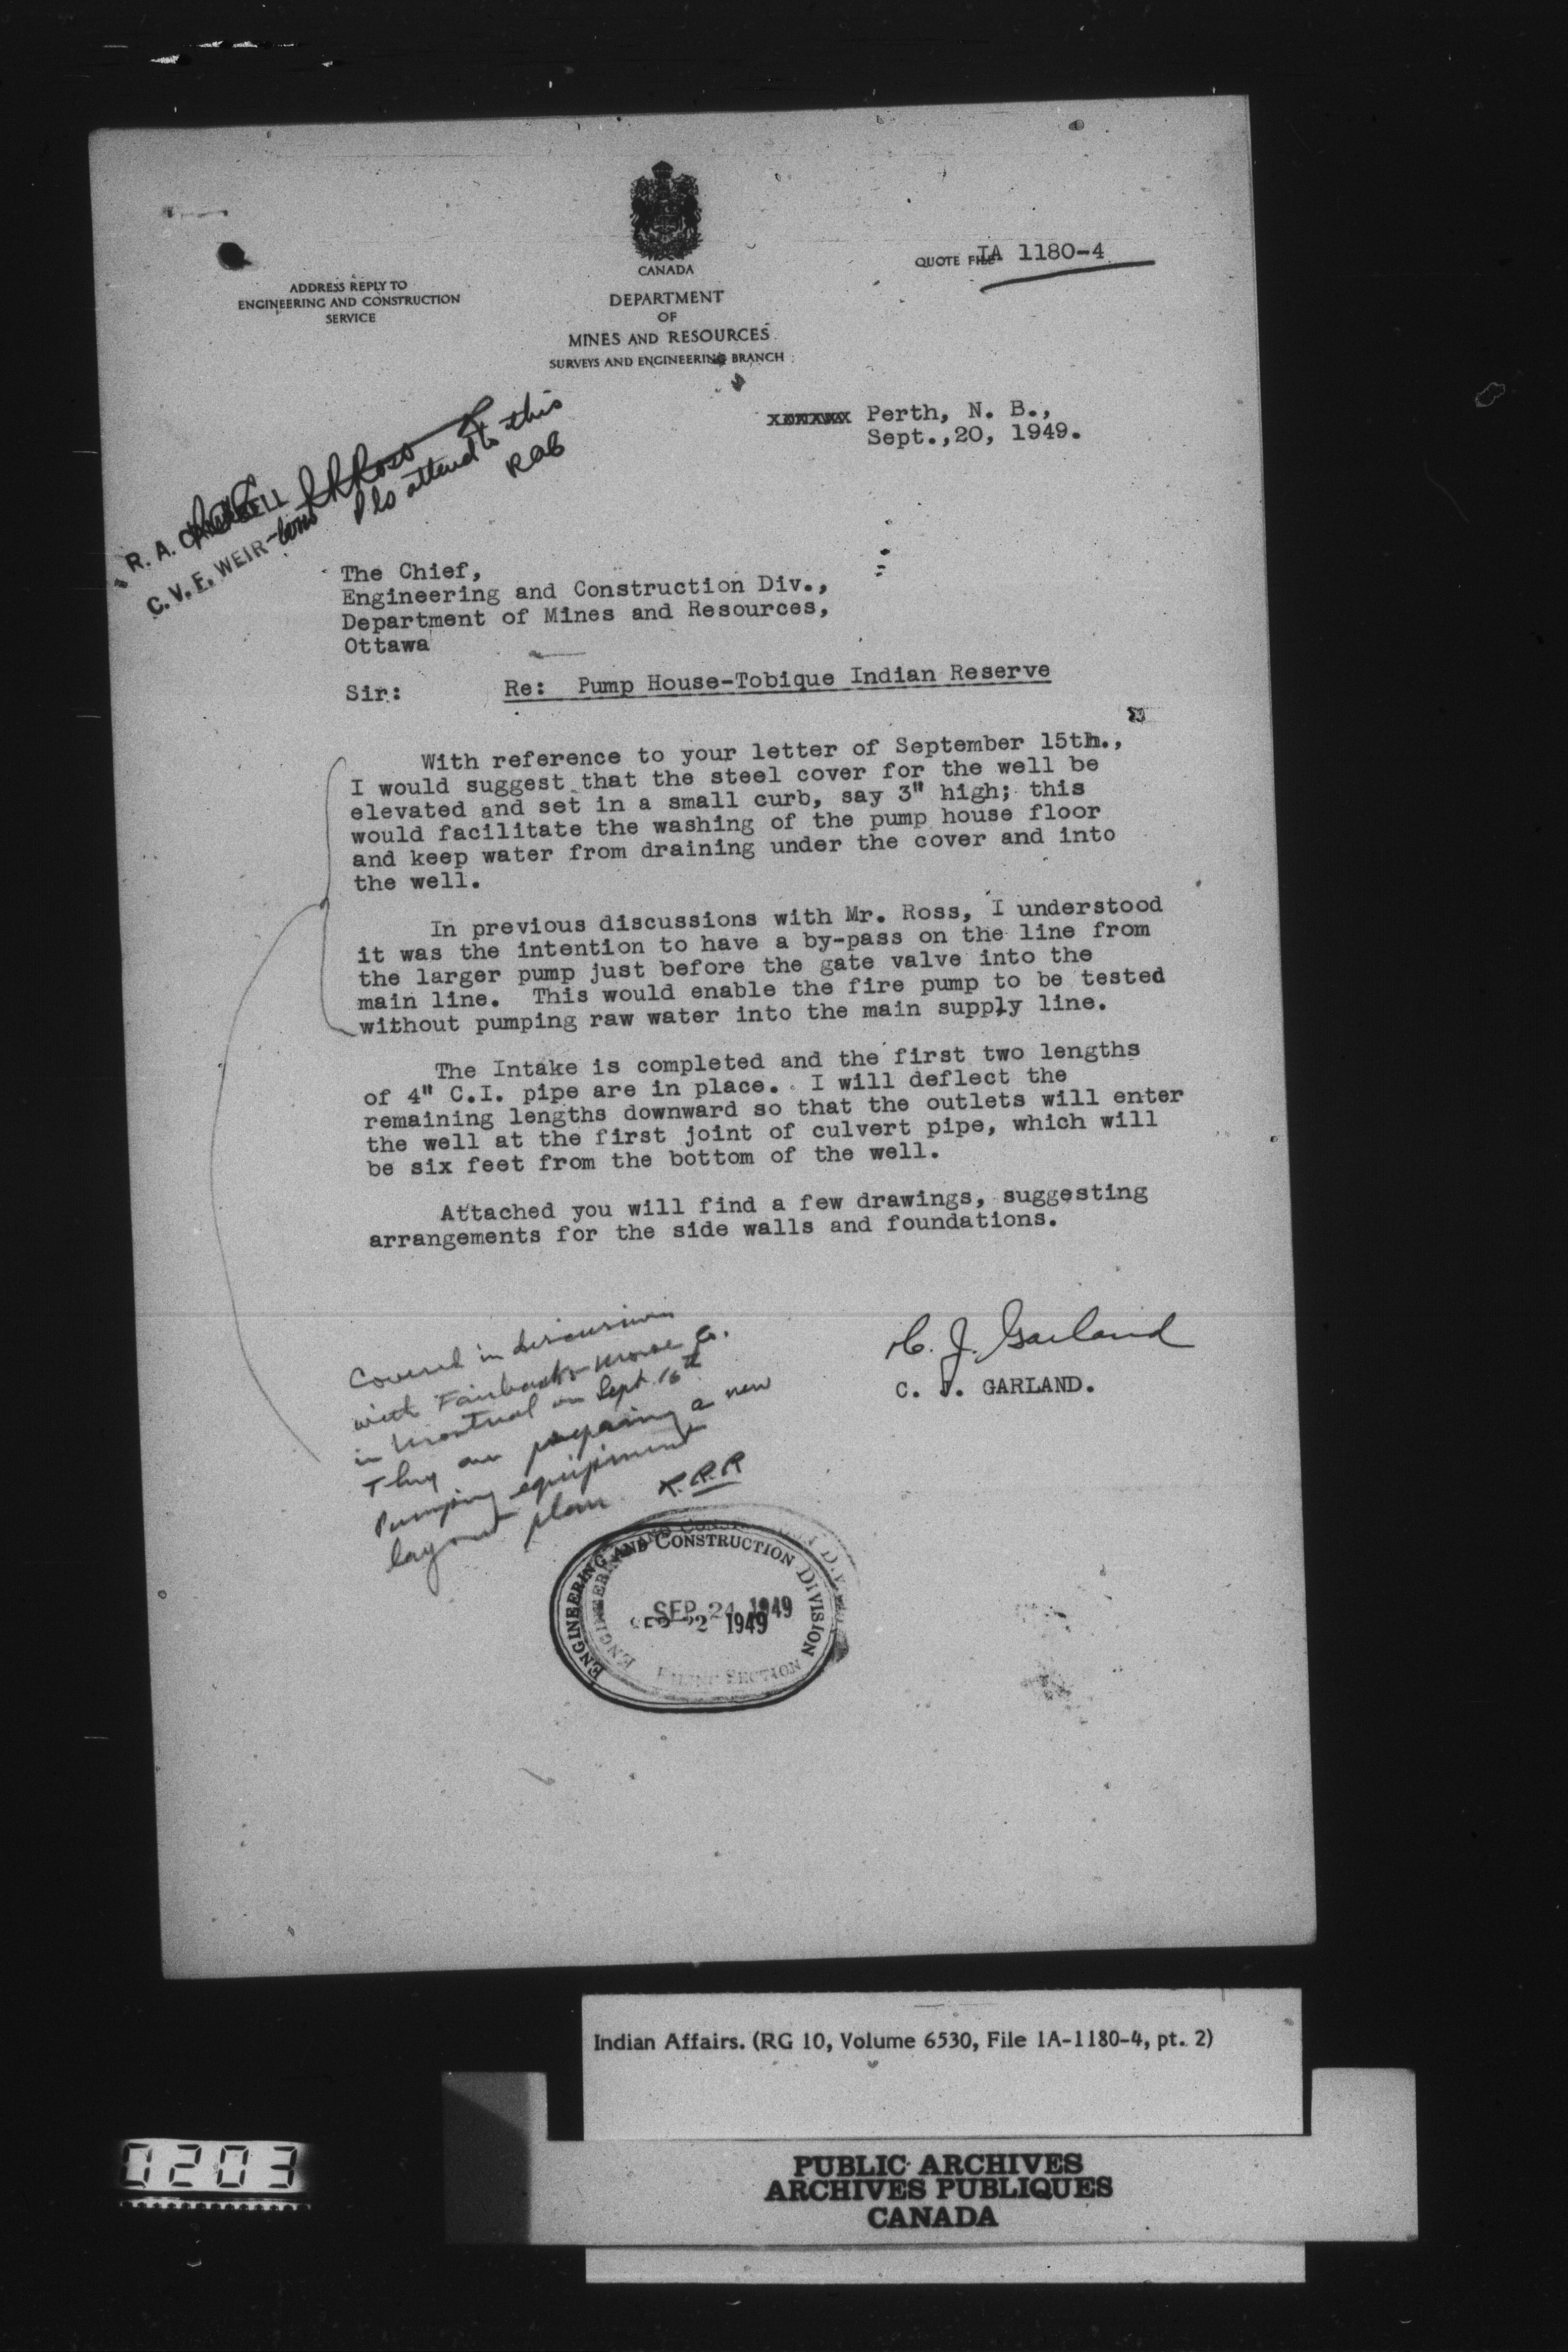 CANADA
DEPARTMENT
OF
MINES AND RESOURCES
SURVEYS AND ENGINEERING BRANCH
ADDRESS REPLY TO
ENGINEERING AND CONSTRUCTION
SERVICE
QUOTE FILE IA 1180-4
Perth, N. B.,
Sept.,20, 1949.
R. A. CAMPBELL
C. V. F. WEIR
Pls attend to this
RAB
The Chief,
Engineering and Construction Div.,
Department of Mines and Resources,
Ottawa
Sir:
Re: Pump House-Tobique Indian Reserve
With reference to your letter of September 15th.,
I would suggest that the steel cover for the well be
elevated and set in a small curb, say 3" high; this
would facilitate the washing of the pump house floor
and keep water from draining under the cover and into
the well.
In previous discussions with Mr. Ross, I understood
it was the intention to have a by-pass on the line from
the larger pump just before the gate valve into the
main line. This would enable the fire pump to be tested
without pumping raw water into the main supply line.
The Intake is completed and the first two lengths
of 4" C.I. pipe are in place. I will deflect the
remaining lengths downward so that the outlets will enter
the well at the first joint of culvert pipe, which will
be six feet from the bottom of the well.
Attached you will find a few drawings, suggesting
arrangements for the side walls and foundations.
C. J. Garland
C. J. GARLAND.
Covered in discussion
with Fairbanks-Morse Co.
in Montreal on Sept. 16th
They are preparing a new
pumping equipment
layout plan
R.R.R
ENGINEERING AND CONSTRUCTION DIVISION
SEP 24 1949
SEP 22 1949
FILING SECTION
Indian Affairs. (RG 10, Volume 6530, File 1A-1180-4, pt. 2)
0203
PUBLIC ARCHIVES
ARCHIVES PUBLIQUES
CANADA